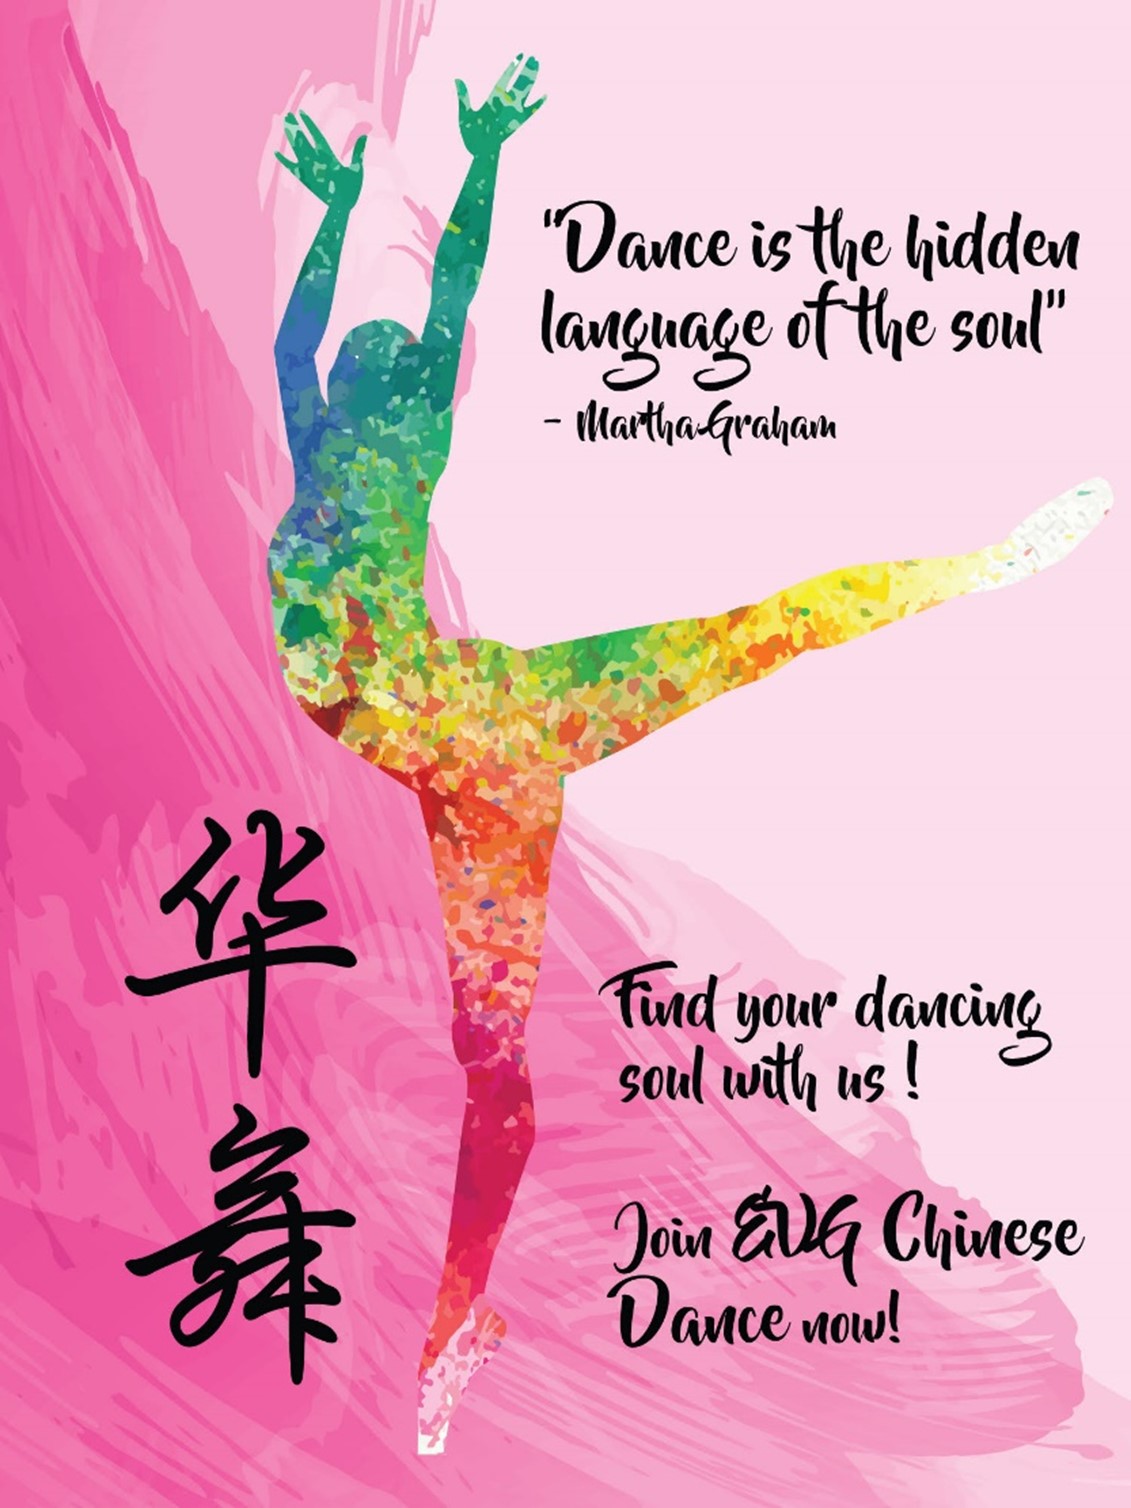 "Dance is the hidden
language of the soul"
- Martha Graham
华
舞
Find your dancing
soul with us !
Join EVG Chinese
Dance now!